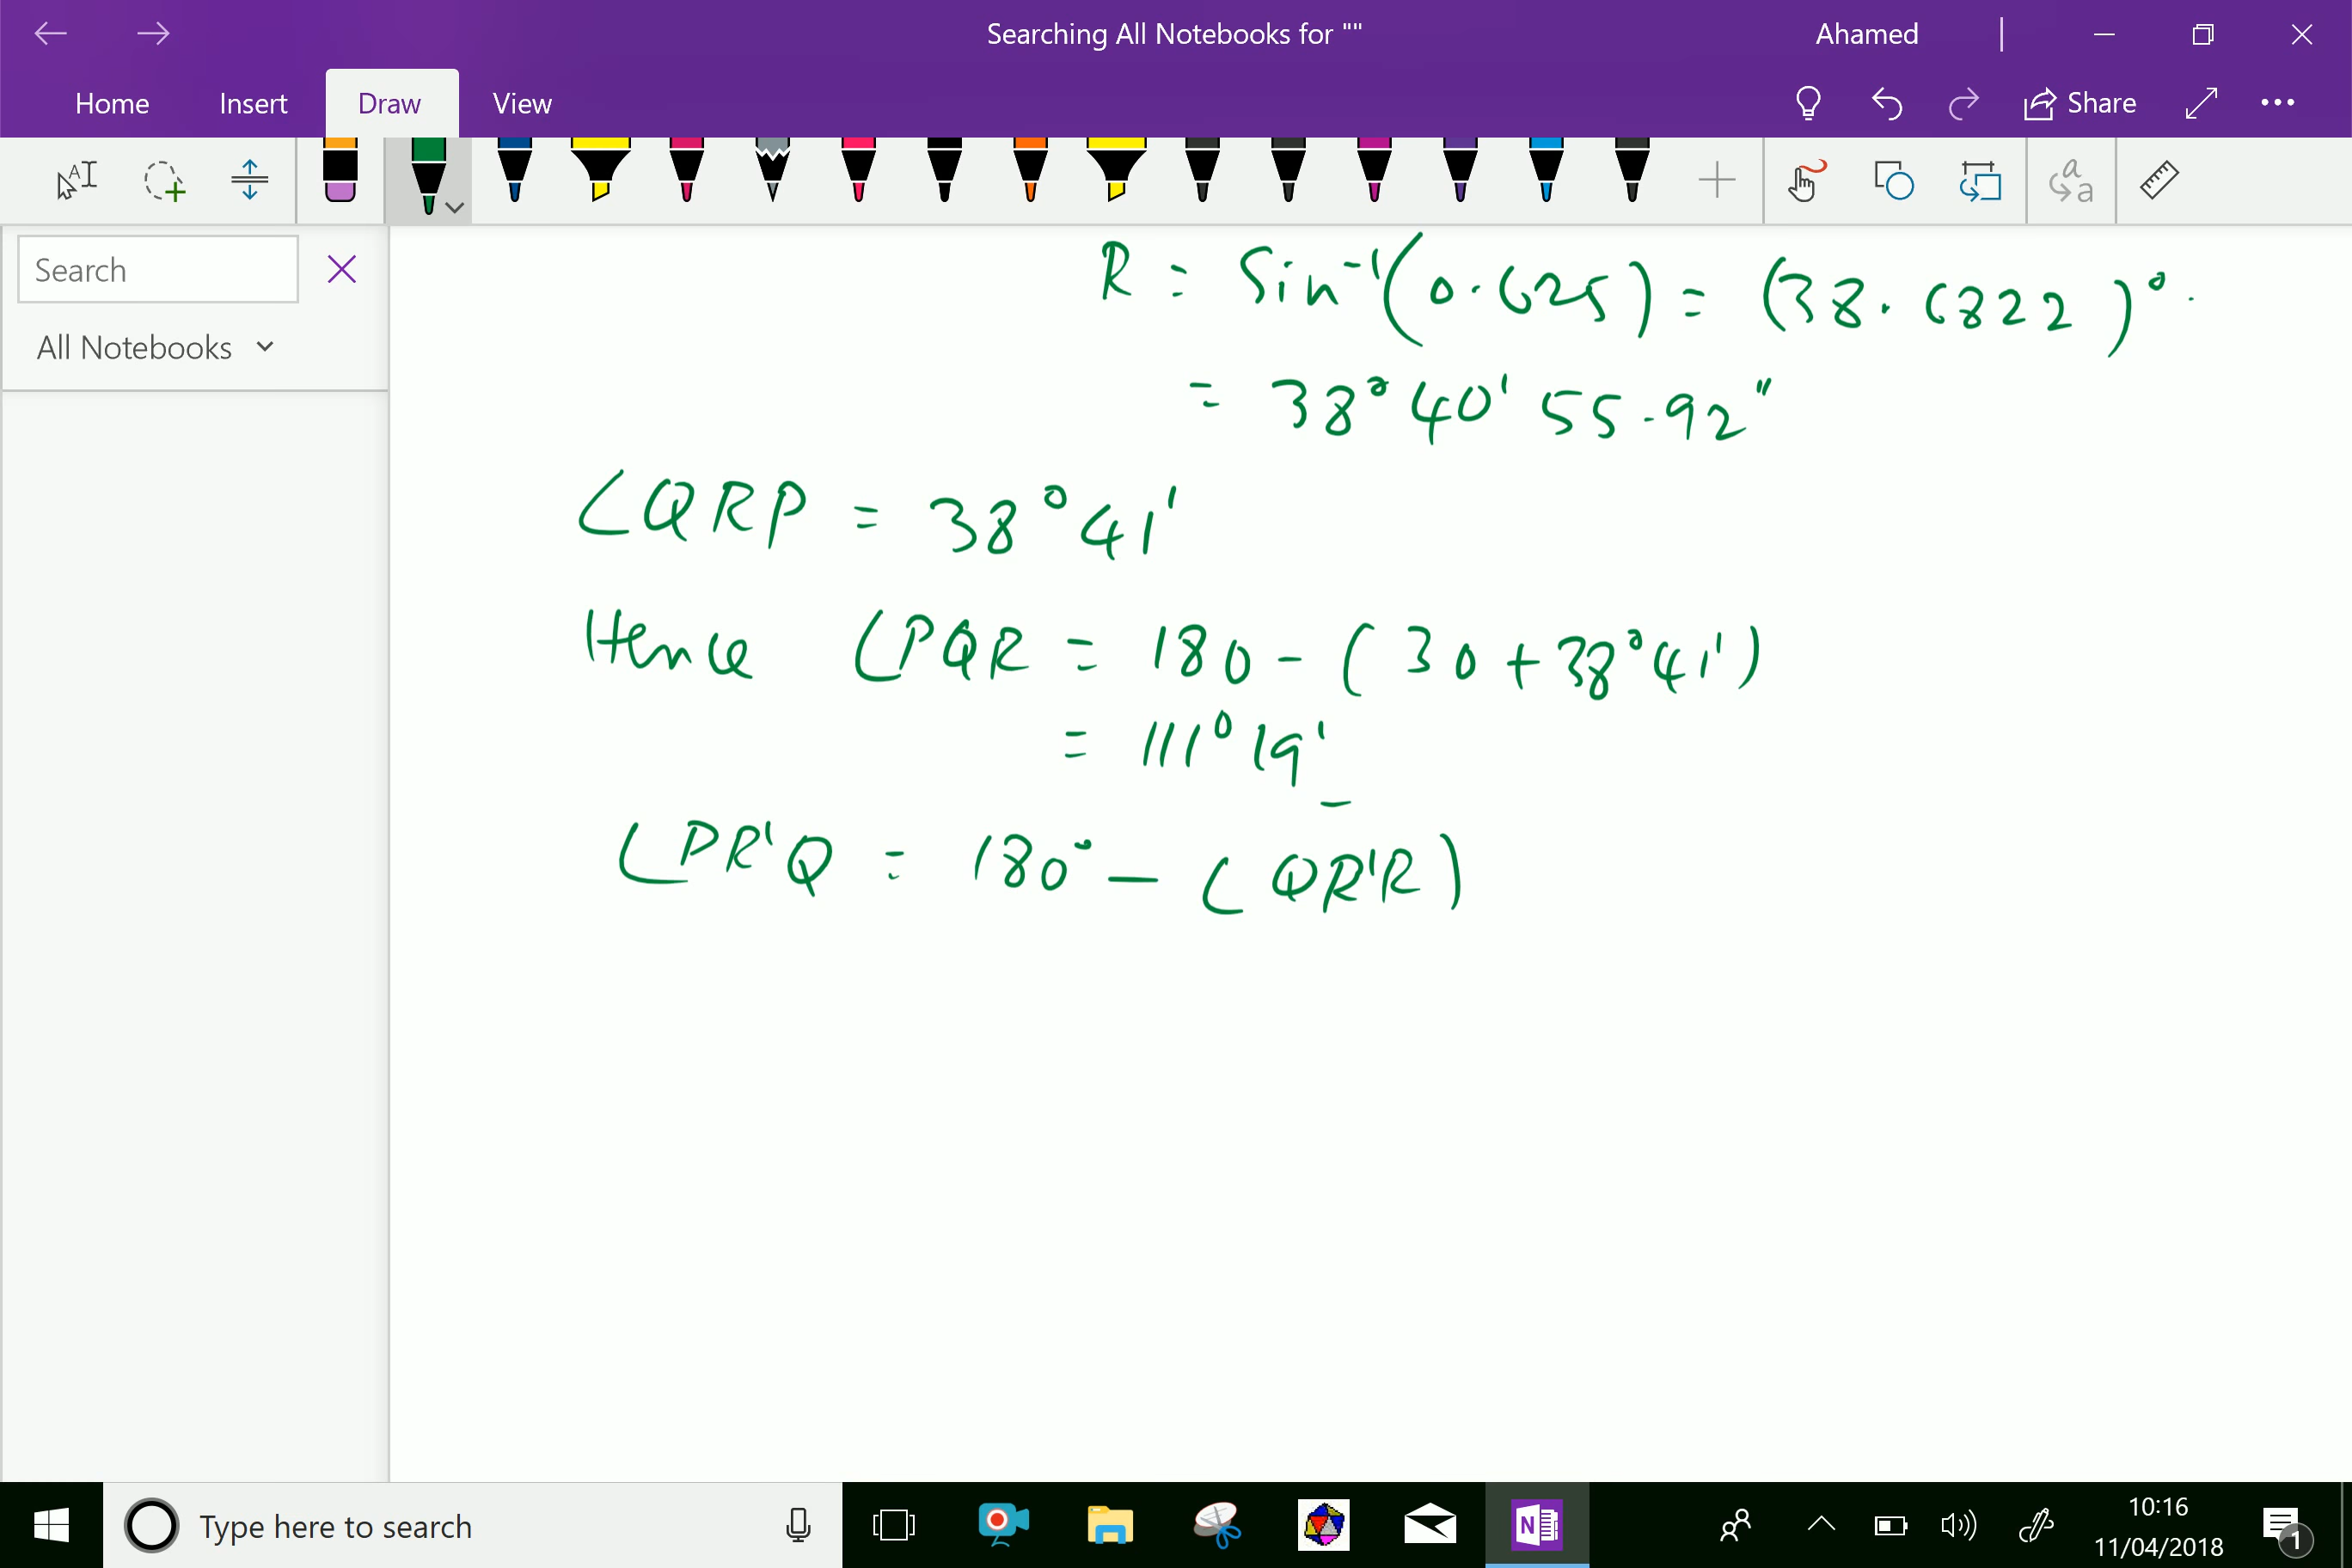 Searching All Notebooks for ""
Ahamed
Home Insert Draw View
Share
Search
All Notebooks
R = Sin⁻¹(0.625) = (38.6822)°.
= 38° 40' 55.92"
∠QRP = 38° 41'
Hence ∠PQR = 180 - (30 + 38° 41')
= 111° 19'
∠PR'Q = 180° - (QR'R)
Type here to search
N
10:16
11/04/2018
1